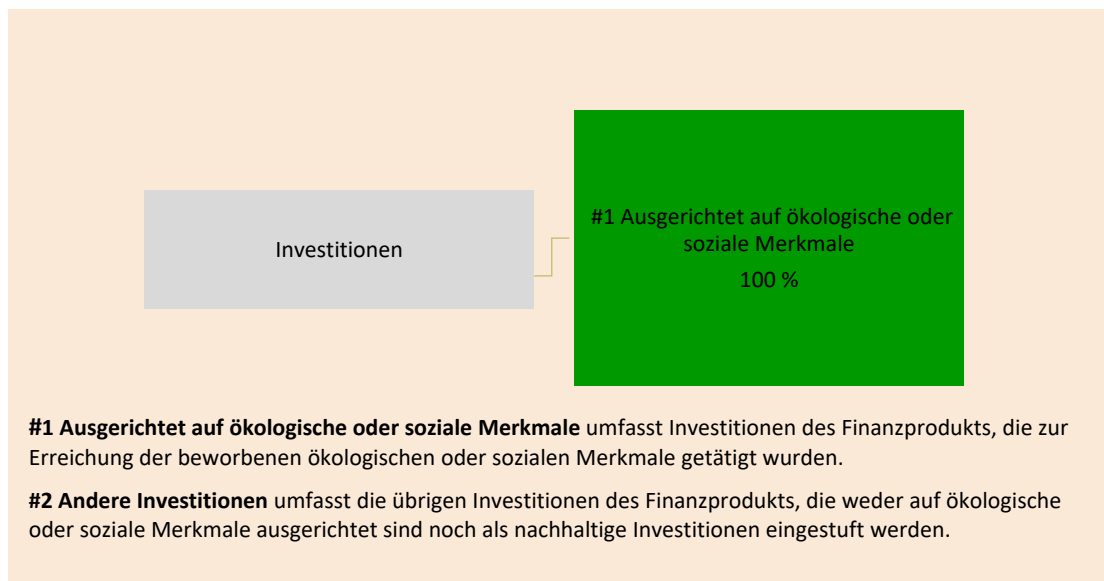 Investitionen
#1 Ausgerichtet auf ökologische oder
soziale Merkmale
100 %
#1 Ausgerichtet auf ökologische oder soziale Merkmale umfasst Investitionen des Finanzprodukts, die zur
Erreichung der beworbenen ökologischen oder sozialen Merkmale getätigt wurden.
#2 Andere Investitionen umfasst die übrigen Investitionen des Finanzprodukts, die weder auf ökologische
oder soziale Merkmale ausgerichtet sind noch als nachhaltige Investitionen eingestuft werden.